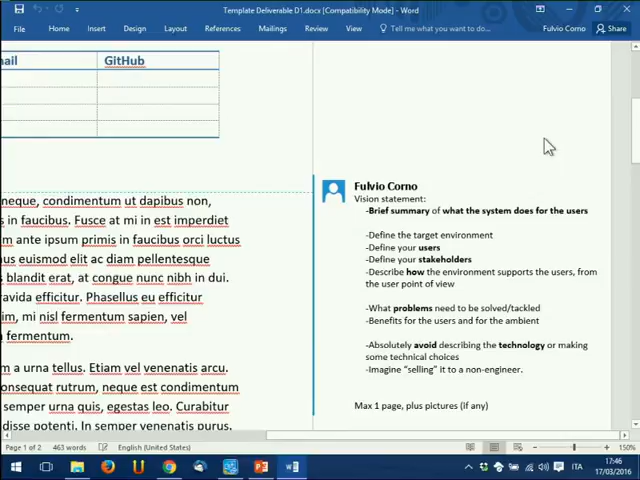 Template Deliverable D1.docx [Compatibility Mode] - Word
File Home Insert Design Layout References Mailings Review View Tell me what you want to do... Fulvio Corno Share
ail GitHub
neque, condimentum ut dapibus non,
in faucibus. Fusce at mi in est imperdiet
m ante ipsum primis in faucibus orci luctus
us euismod elit ac diam pellentesque
s blandit erat, at congue nunc nibh in dui.
ravida efficitur. Phasellus eu efficitur
im, mi nisl fermentum sapien, vel
a fermentum.
m a urna tellus. Etiam vel venenatis arcu.
onsequat rutrum, neque est condimentum
semper urna quis, egestas leo. Curabitur
disse potenti. In semper venenatis purus.
Fulvio Corno
Vision statement:
-Brief summary of what the system does for the users
-Define the target environment
-Define your users
-Define your stakeholders
-Describe how the environment supports the users, from
the user point of view
-What problems need to be solved/tackled
-Benefits for the users and for the ambient
-Absolutely avoid describing the technology or making
some technical choices
-Imagine “selling” it to a non-engineer.
Max 1 page, plus pictures (if any)
Page 1 of 2 463 words English (United States) 150%
ITA
17:46
17/03/2016